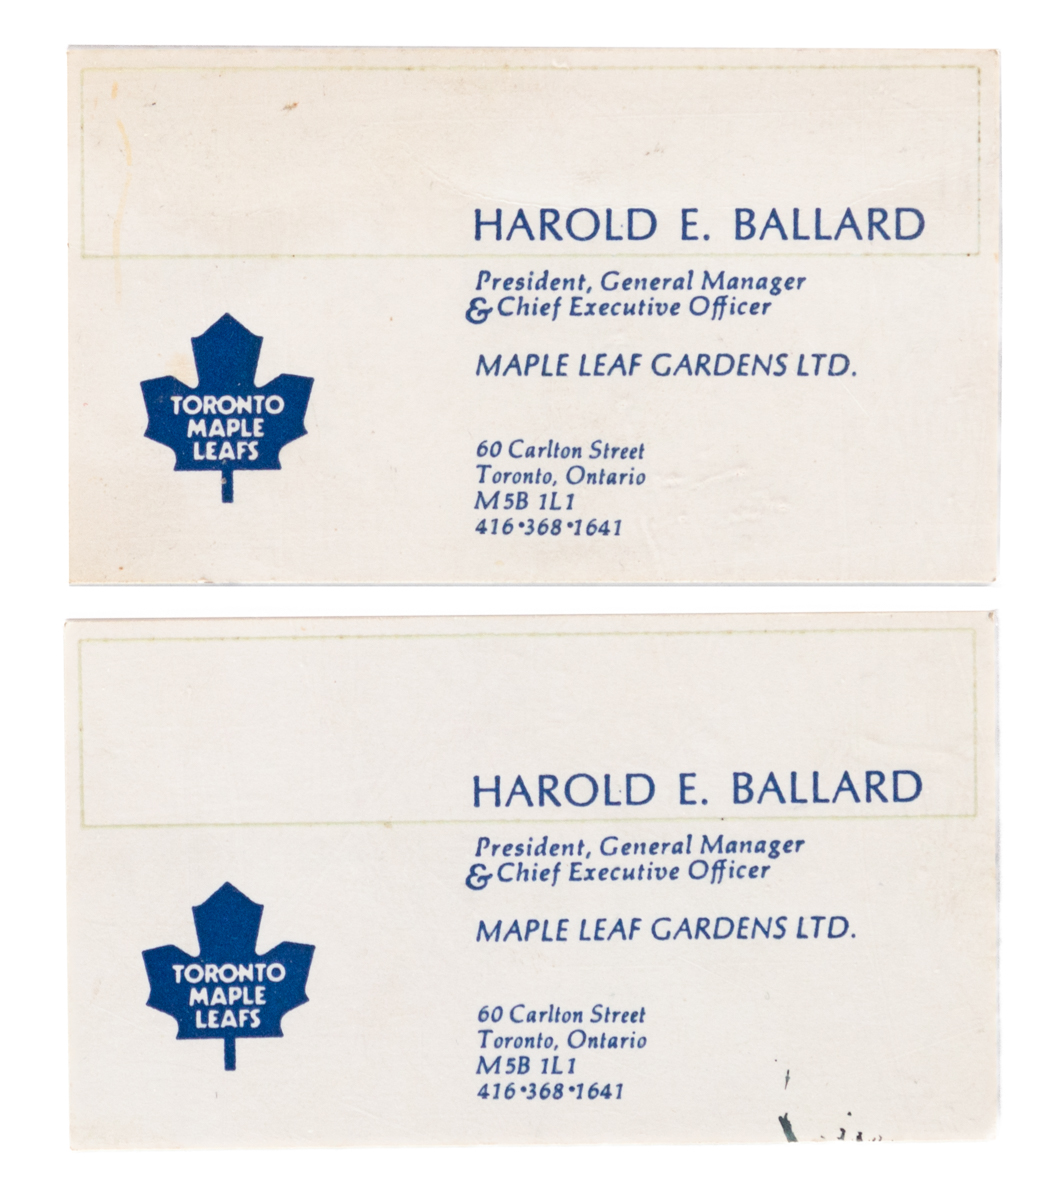 HAROLD E. BALLARD
President, General Manager
& Chief Executive Officer
MAPLE LEAF GARDENS LTD.
TORONTO
MAPLE
LEAFS
60 Carlton Street
Toronto, Ontario
M5B 1L1
416•368•1641
HAROLD E. BALLARD
President, General Manager
& Chief Executive Officer
MAPLE LEAF GARDENS LTD.
TORONTO
MAPLE
LEAFS
60 Carlton Street
Toronto, Ontario
M5B 1L1
416•368•1641